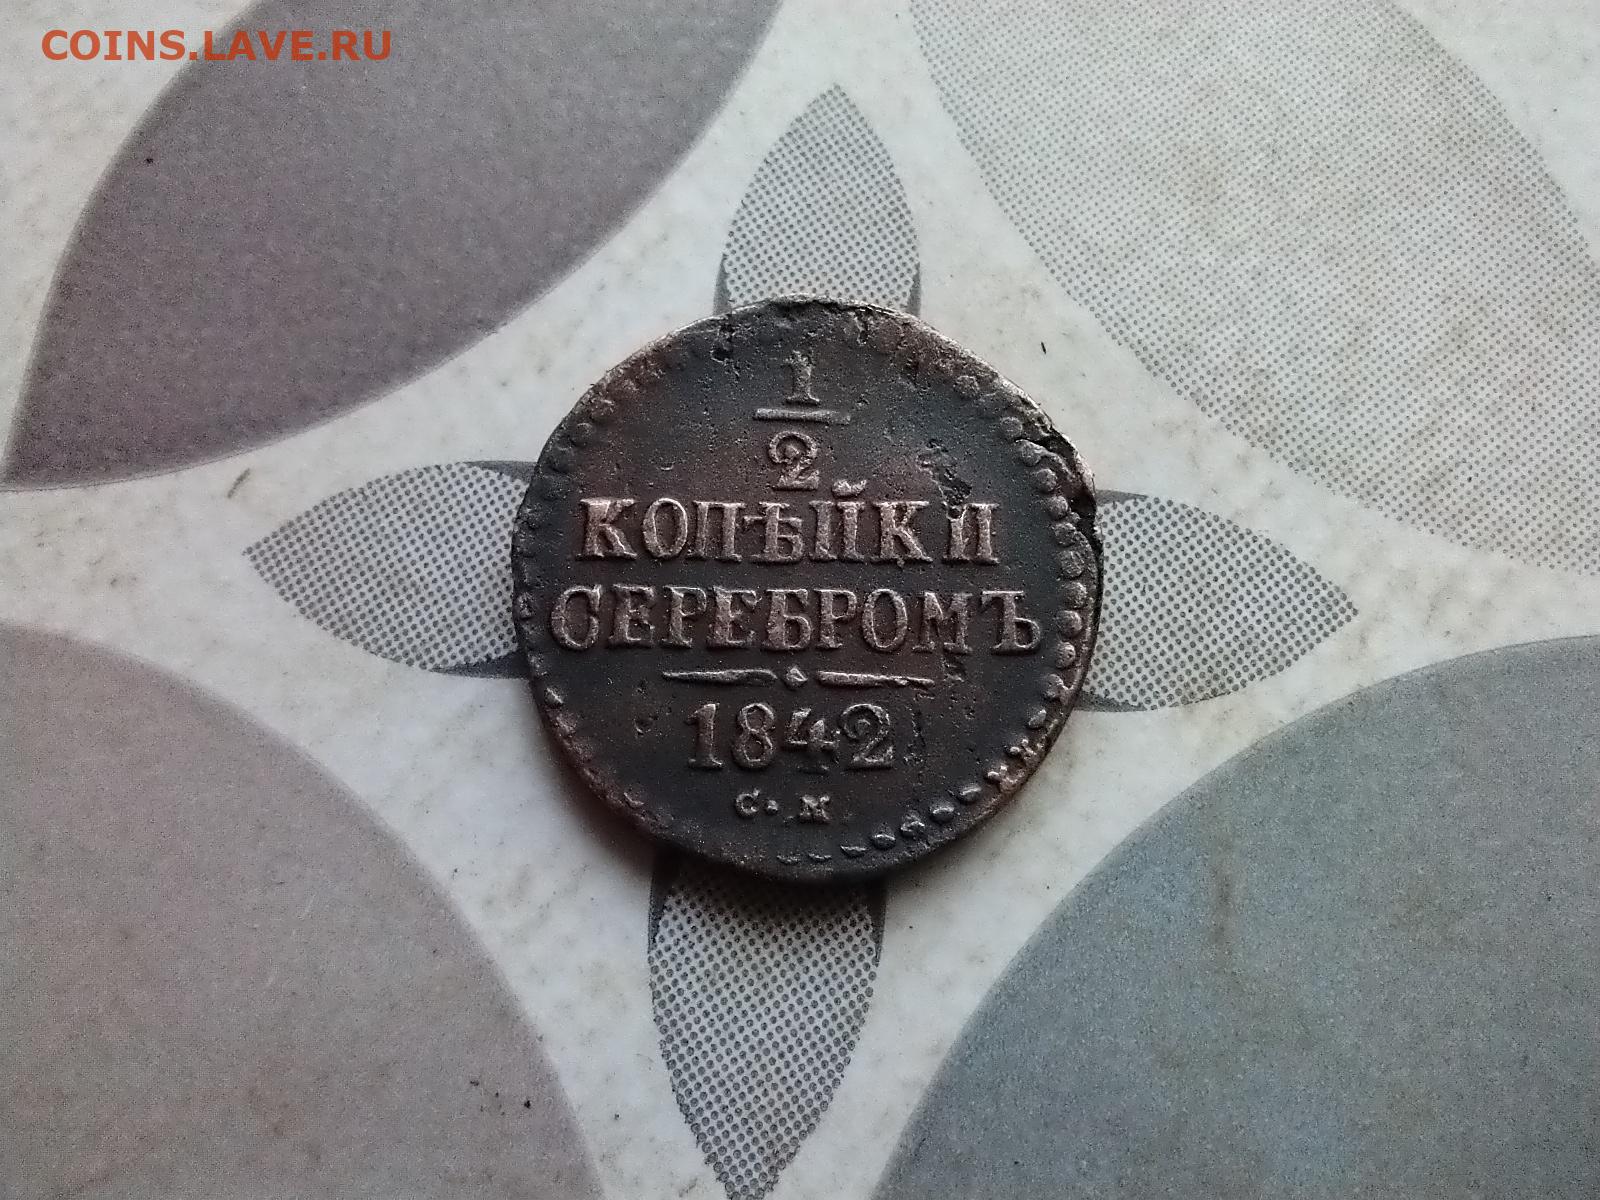 COINS.LAVE.RU
1
2
КОПѢЙКИ
СЕРЕБРОМЪ
1842
С. М